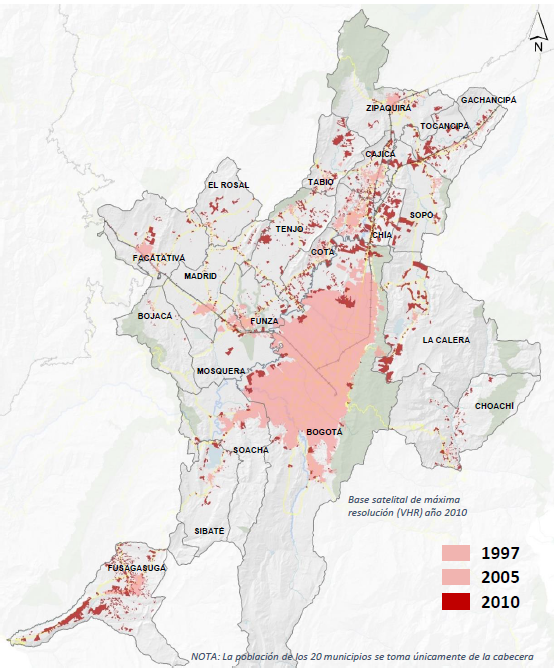 N
ZIPAQUIRÁ
GACHANCIPÁ
TOCANCIPÁ
CAJICÁ
TABIO
EL ROSAL
SOPÓ
TENJO
CHÍA
COTA
FACATATIVÁ
MADRID
BOJACÁ
FUNZA
LA CALERA
MOSQUERA
CHOACHÍ
BOGOTÁ
SOACHA
Base satelital de máxima
resolución (VHR) año 2010
SIBATÉ
1997
FUSAGASUGÁ
2005
2010
NOTA: La población de los 20 municipios se toma únicamente de la cabecera